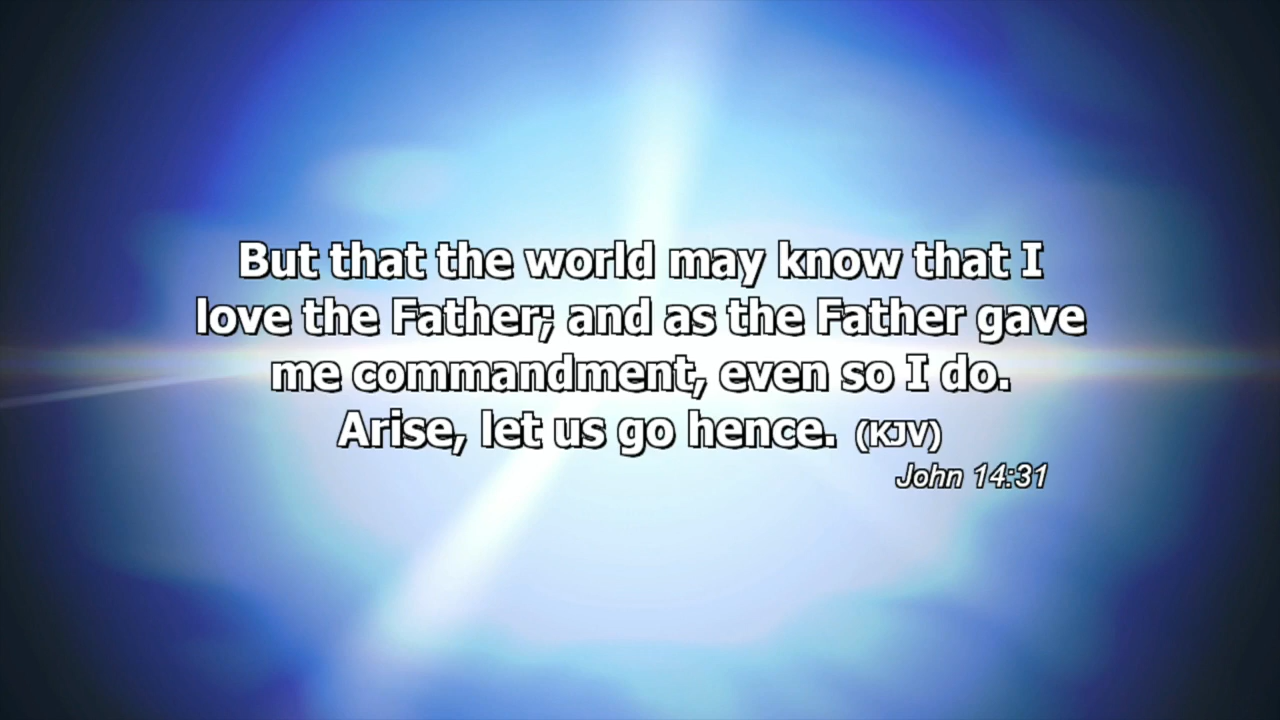 But that the world may know that I
love the Father; and as the Father gave
me commandment, even so I do.
Arise, let us go hence. (KJV)
John 14:31